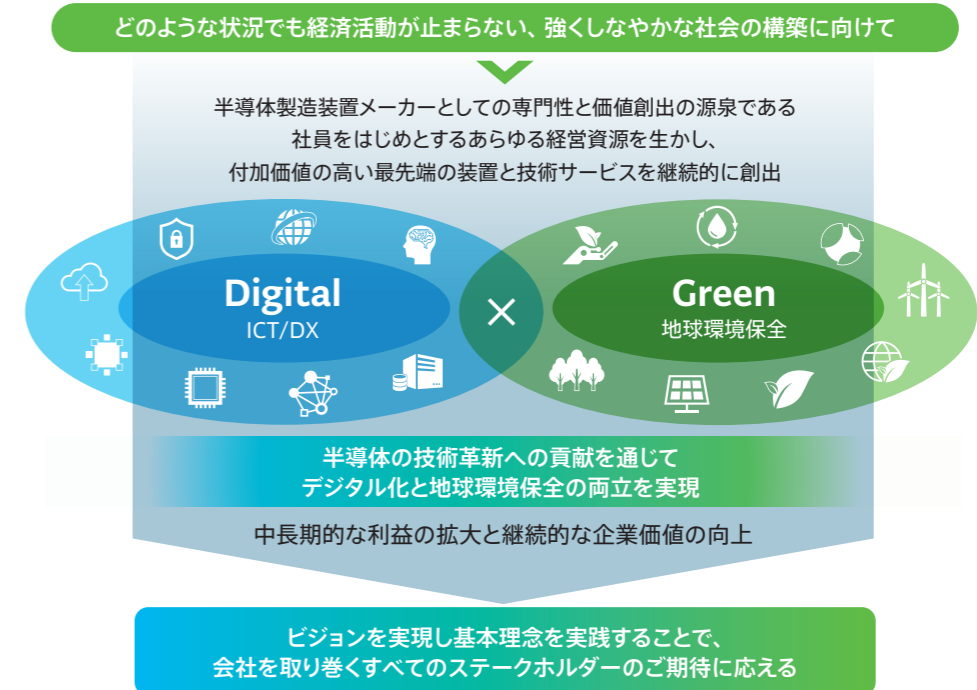 どのような状況でも経済活動が止まらない、強くしなやかな社会の構築に向けて
半導体製造装置メーカーとしての専門性と価値創出の源泉である
社員をはじめとするあらゆる経営資源を生かし、
付加価値の高い最先端の装置と技術サービスを継続的に創出
Digital
ICT/DX
×
Green
地球環境保全
半導体の技術革新への貢献を通じて
デジタル化と地球環境保全の両立を実現
中長期的な利益の拡大と継続的な企業価値の向上
ビジョンを実現し基本理念を実践することで、
会社を取り巻くすべてのステークホルダーのご期待に応える